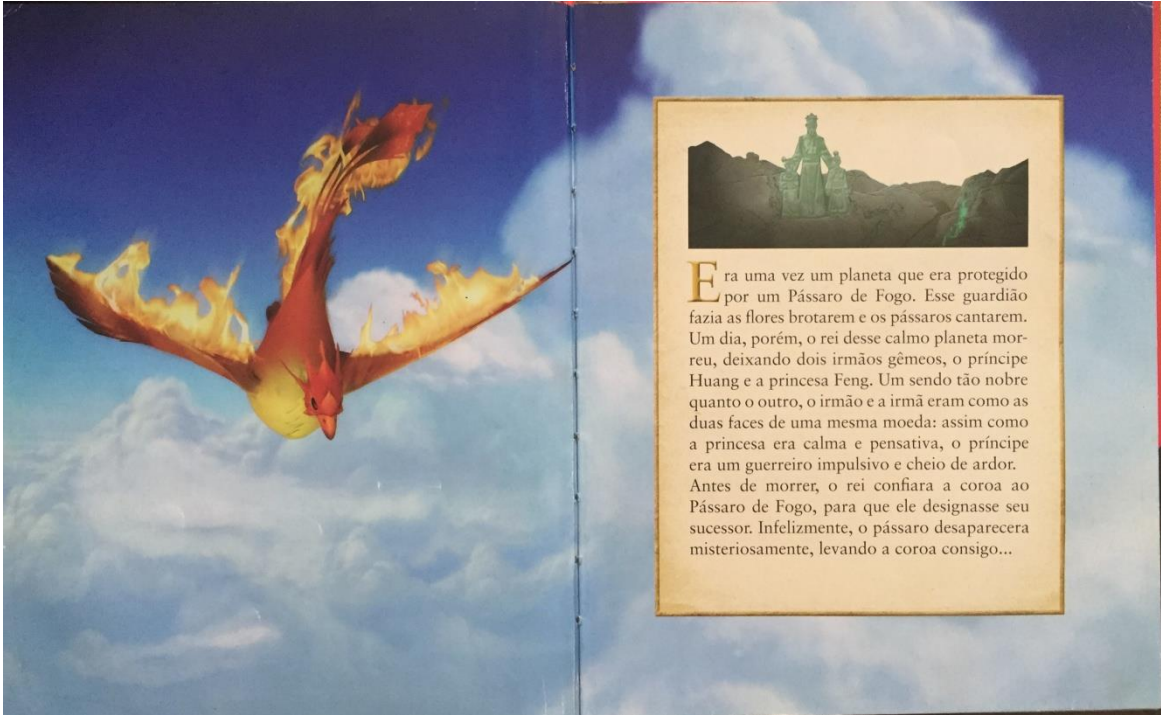 Era uma vez um planeta que era protegido
por um Pássaro de Fogo. Esse guardião
fazia as flores brotarem e os pássaros cantarem.
Um dia, porém, o rei desse calmo planeta mor-
reu, deixando dois irmãos gêmeos, o príncipe
Huang e a princesa Feng. Um sendo tão nobre
quanto o outro, o irmão e a irmã eram como as
duas faces de uma mesma moeda: assim como
a princesa era calma e pensativa, o príncipe
era um guerreiro impulsivo e cheio de ardor.
Antes de morrer, o rei confiara a coroa ao
Pássaro de Fogo, para que ele designasse seu
sucessor. Infelizmente, o pássaro desaparecera
misteriosamente, levando a coroa consigo...